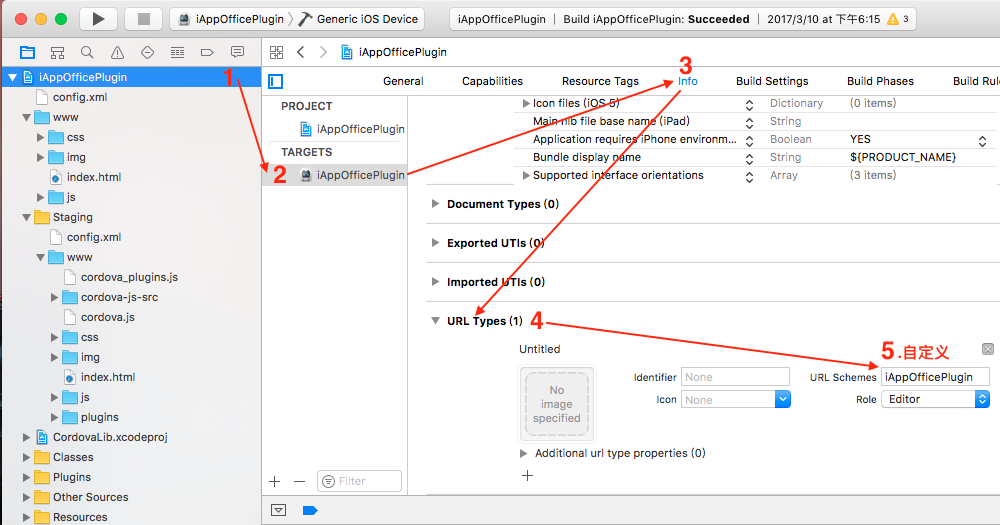 iAppOfficePlugin
Generic iOS Device
iAppOfficePlugin | Build iAppOfficePlugin: Succeeded | 2017/3/10 at 下午6:15
3
iAppOfficePlugin
iAppOfficePlugin
config.xml
www
css
img
index.html
js
Staging
config.xml
www
cordova_plugins.js
cordova-js-src
cordova.js
css
img
index.html
js
plugins
CordovaLib.xcodeproj
Classes
Plugins
Other Sources
Resources
1
2
3
4
5.自定义
General
Capabilities
Resource Tags
Info
Build Settings
Build Phases
Build Rule
PROJECT
iAppOfficePlugin
TARGETS
iAppOfficePlugin
Filter
Icon files (iOS 5) Dictionary (0 items)
Main nib file base name (iPad) String
Application requires iPhone environm... Boolean YES
Bundle display name String ${PRODUCT_NAME}
Supported interface orientations Array (3 items)
Document Types (0)
Exported UTIs (0)
Imported UTIs (0)
URL Types (1)
Untitled
No
image
specified
Identifier None
URL Schemes iAppOfficePlugin
Icon None
Role Editor
Additional url type properties (0)